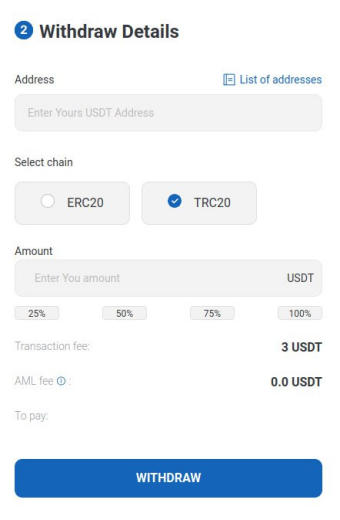 2 Withdraw Details
Address List of addresses
Enter Yours USDT Address
Select chain
ERC20 TRC20
Amount
Enter You amount USDT
25% 50% 75% 100%
Transaction fee: 3 USDT
AML fee : 0.0 USDT
To pay:
WITHDRAW